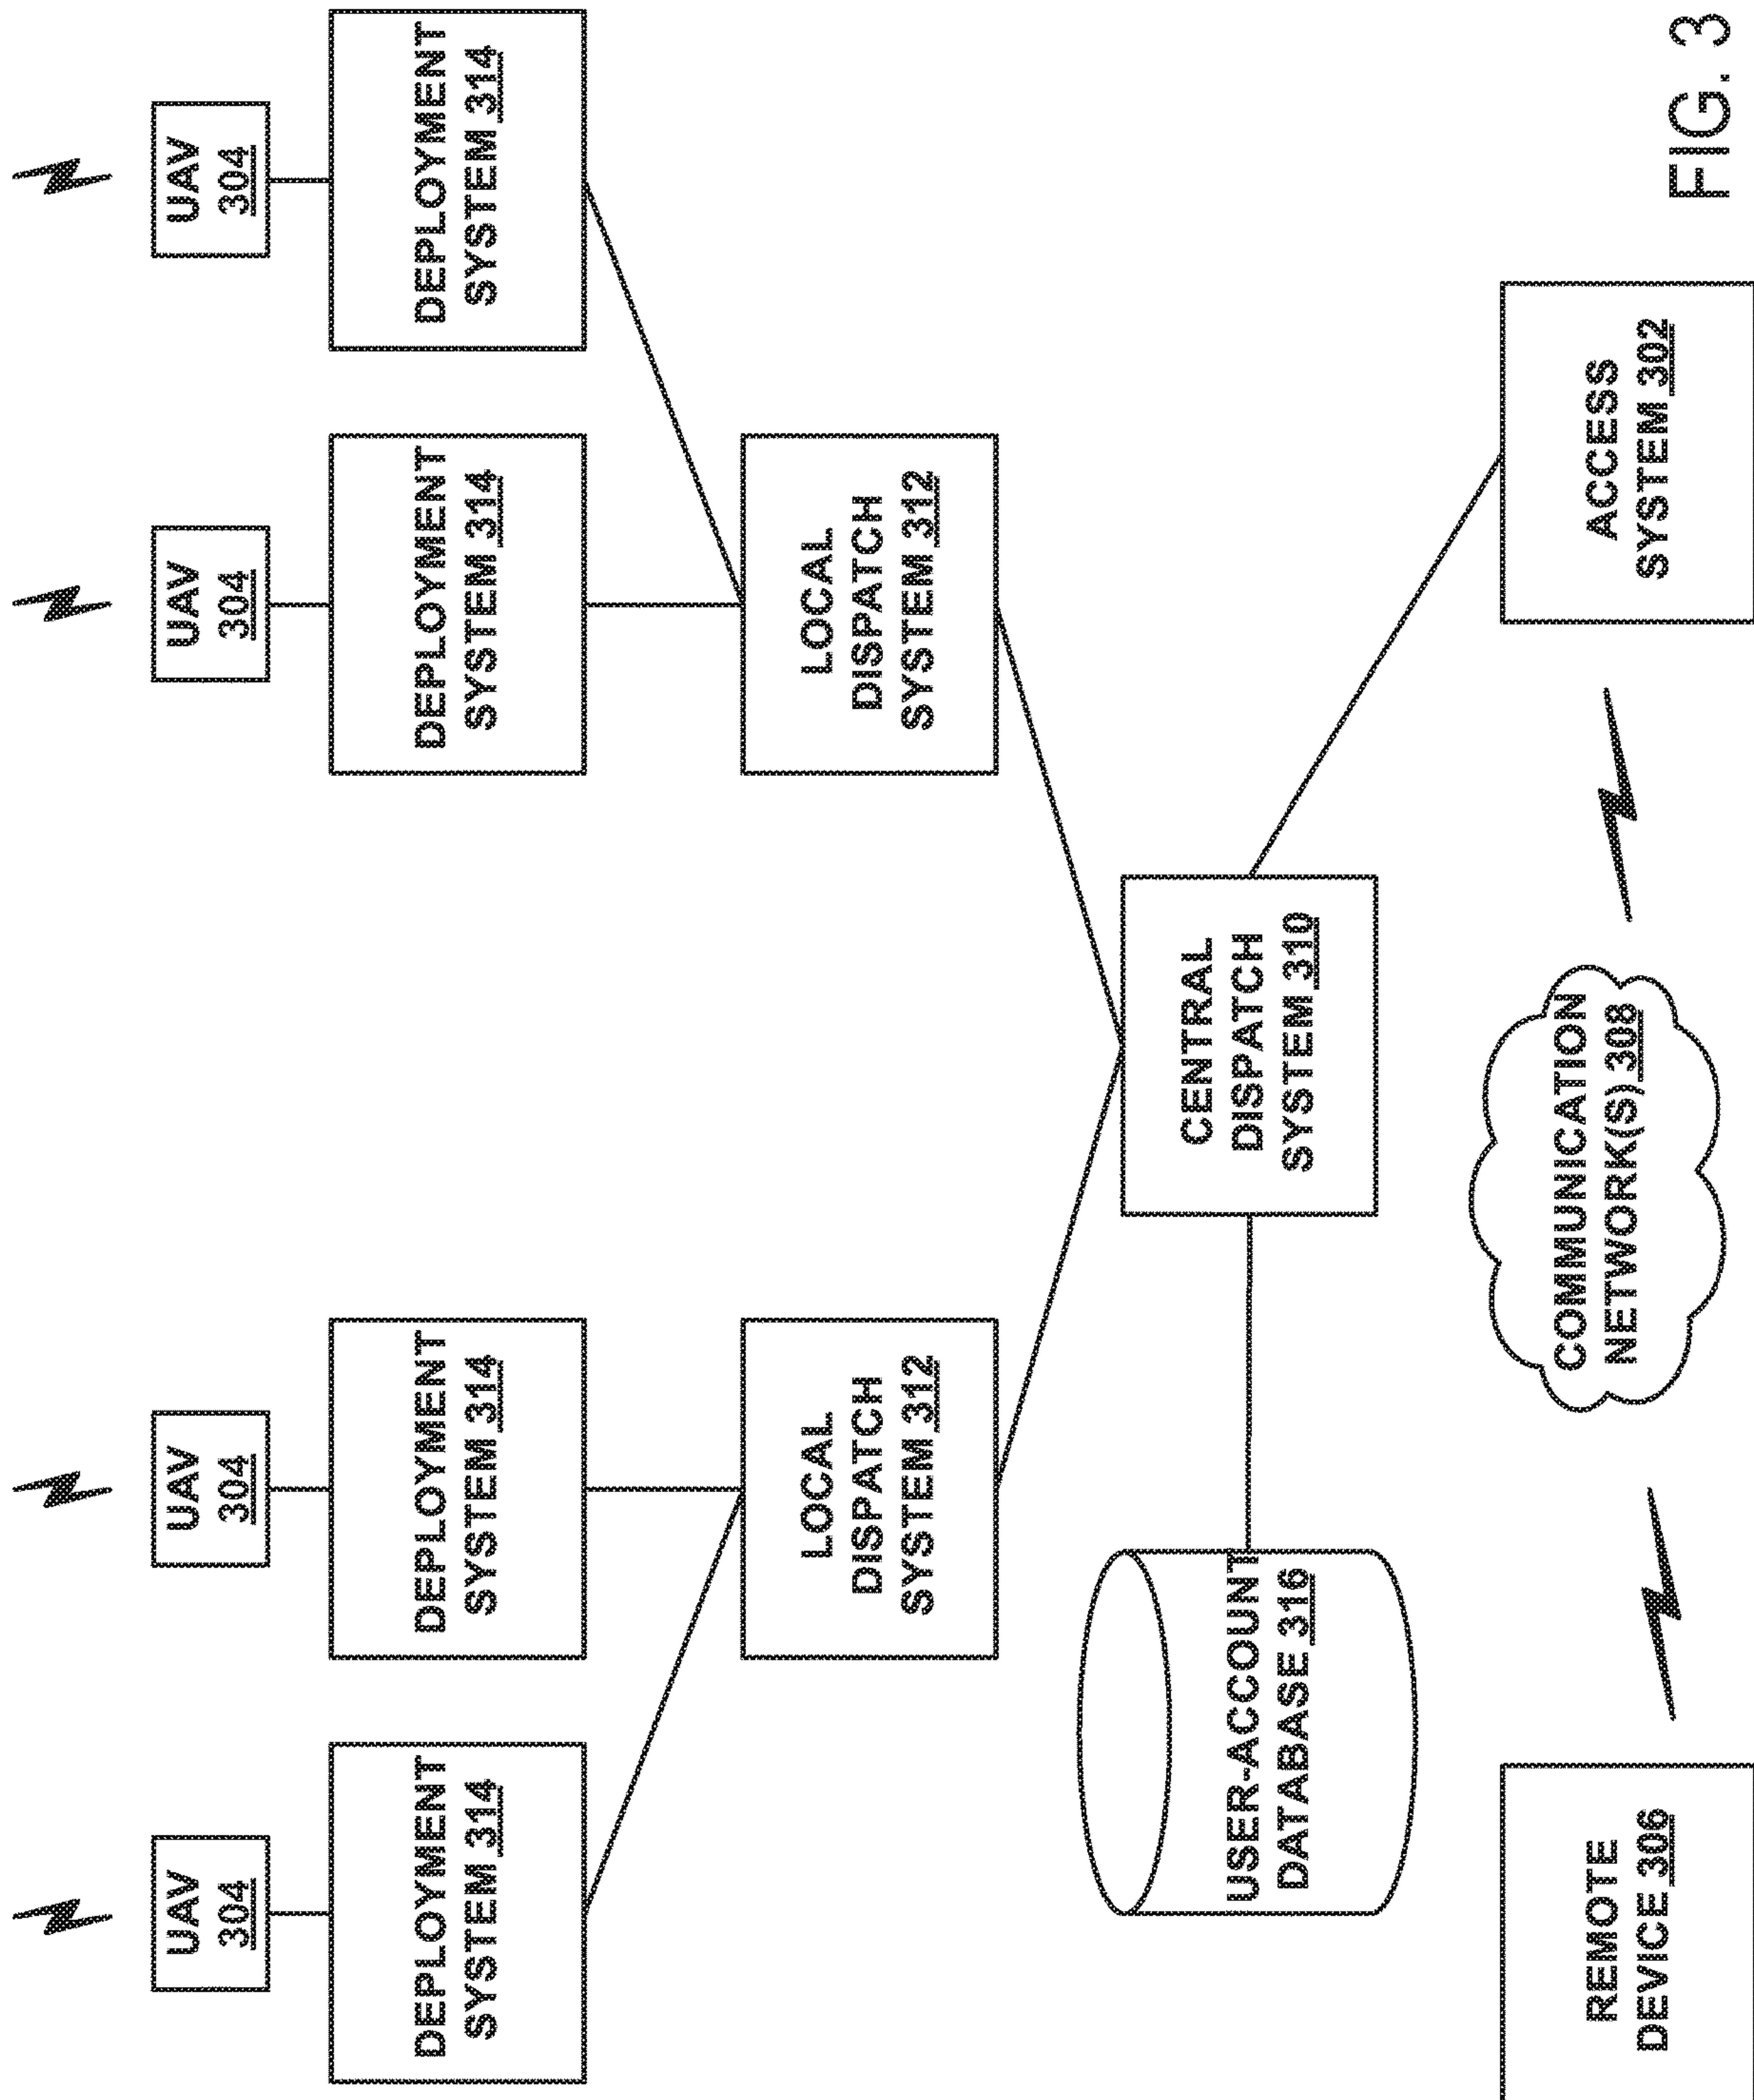 UAV
304
UAV
304
UAV
304
UAV
304
DEPLOYMENT
SYSTEM 314
DEPLOYMENT
SYSTEM 314
DEPLOYMENT
SYSTEM 314
DEPLOYMENT
SYSTEM 314
LOCAL
DISPATCH
SYSTEM 312
LOCAL
DISPATCH
SYSTEM 312
USER-ACCOUNT
DATABASE 316
CENTRAL
DISPATCH
SYSTEM 310
REMOTE
DEVICE 306
COMMUNICATION
NETWORK(S) 308
ACCESS
SYSTEM 302
FIG. 3